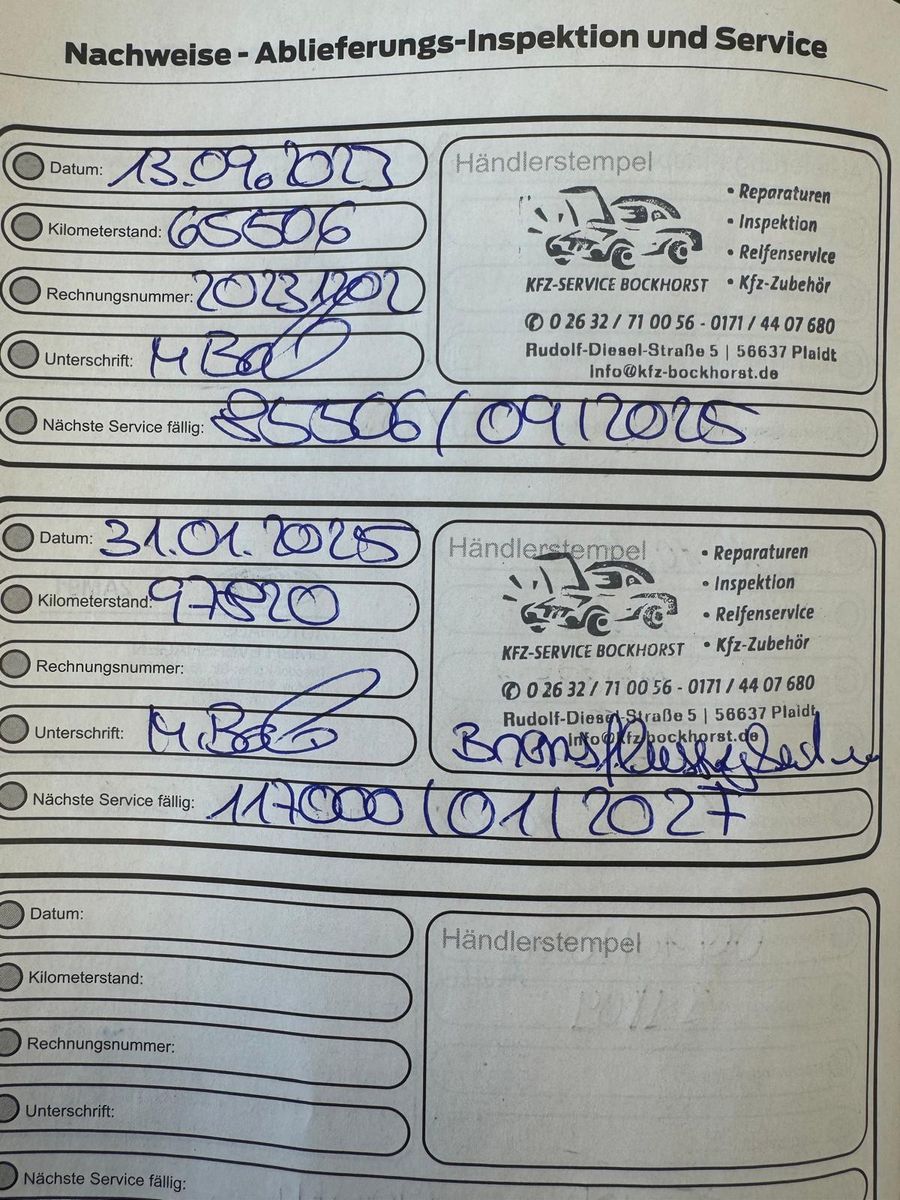 Nachweise - Ablieferungs-Inspektion und Service
Datum: 13.09.2023
Kilometerstand: 65506
Rechnungsnummer: 20231202
Unterschrift:
Händlerstempel
• Reparaturen
• Inspektion
• Reifenservice
• Kfz-Zubehör
KFZ-SERVICE BOCKHORST
✆ 0 26 32 / 71 00 56 - 0171 / 44 07 680
Rudolf-Diesel-Straße 5 | 56637 Plaidt
Info@kfz-bockhorst.de
Nächste Service fällig: 85506 / 09 / 2025
Datum: 31.01.2025
Kilometerstand: 97820
Rechnungsnummer:
Unterschrift:
Händlerstempel
• Reparaturen
• Inspektion
• Reifenservice
• Kfz-Zubehör
KFZ-SERVICE BOCKHORST
✆ 0 26 32 / 71 00 56 - 0171 / 44 07 680
Rudolf-Diesel-Straße 5 | 56637 Plaidt
Info@kfz-bockhorst.de
Nächste Service fällig: 117000 / 01 / 2027
Datum:
Kilometerstand:
Rechnungsnummer:
Unterschrift:
Händlerstempel
Nächste Service fällig: